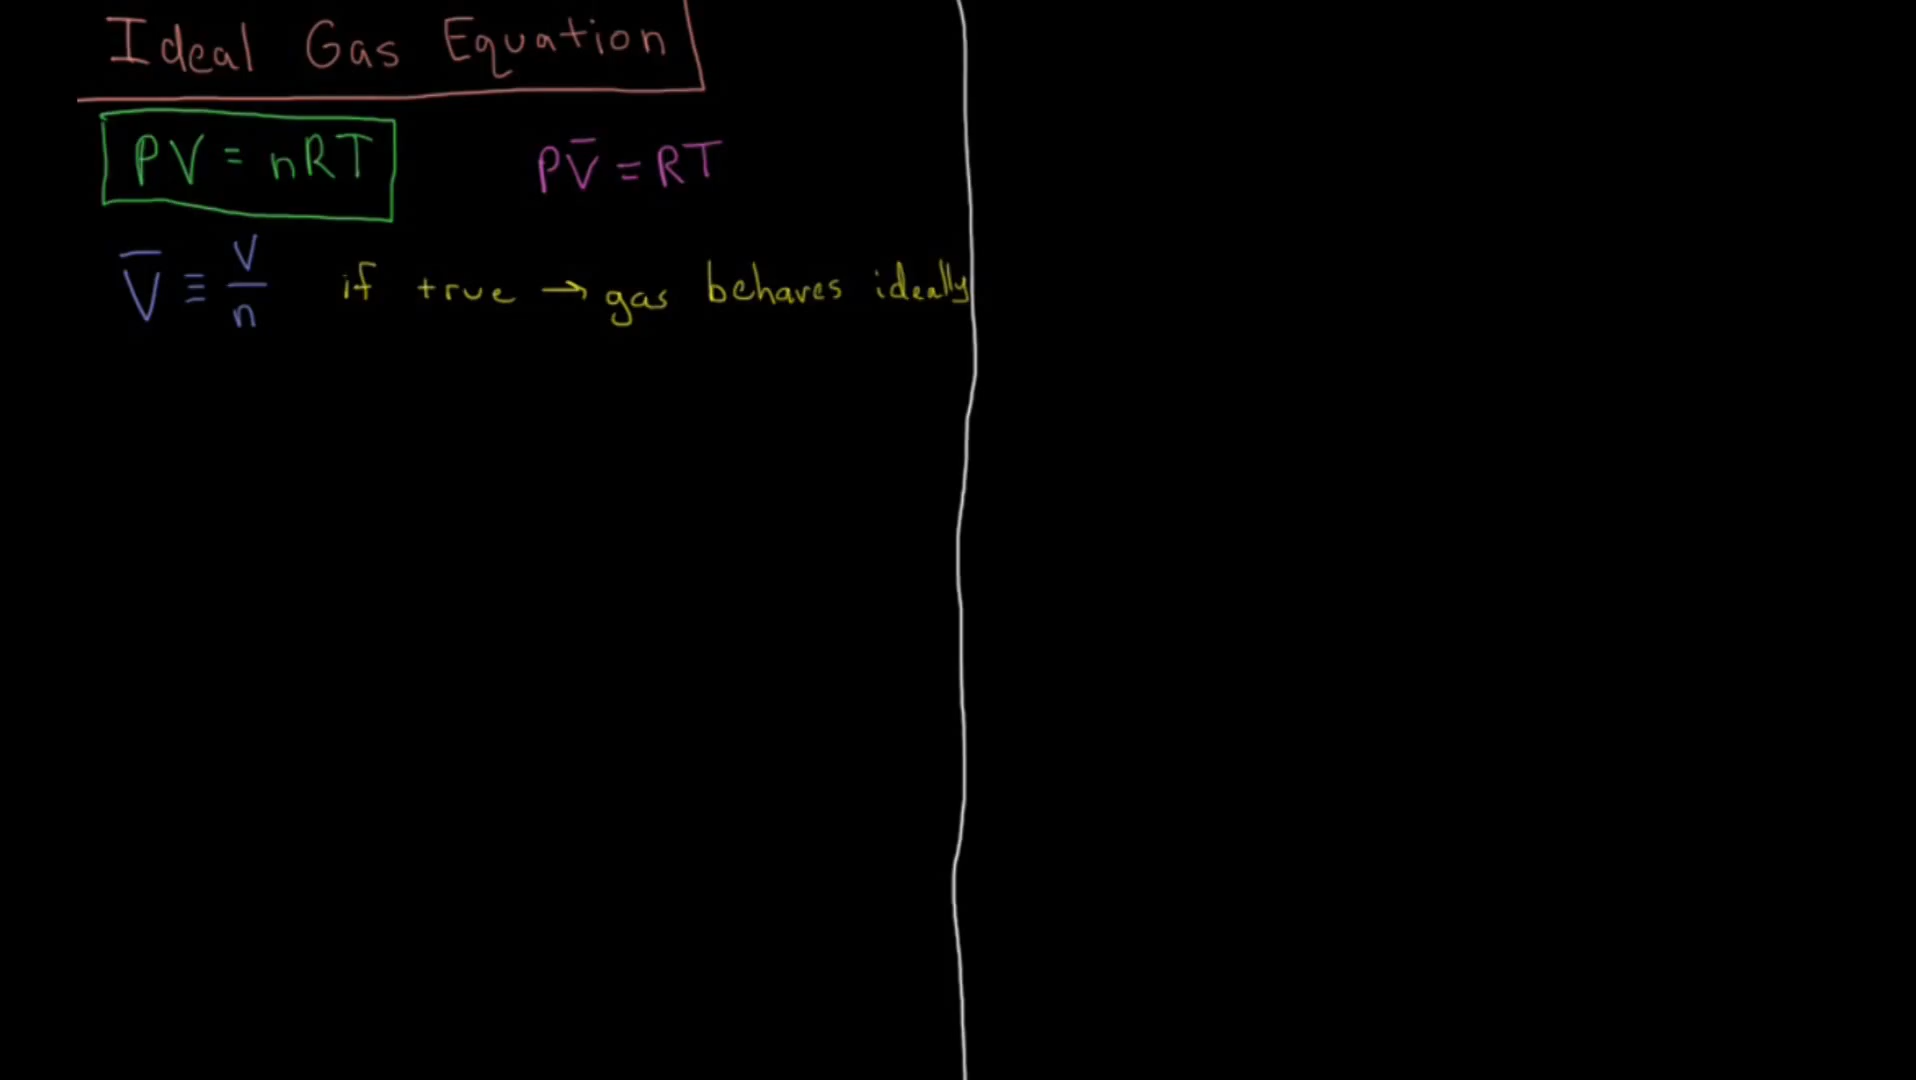 Ideal Gas Equation
PV = nRT
PV̄ = RT
V̄ ≡ V/n if true → gas behaves ideally